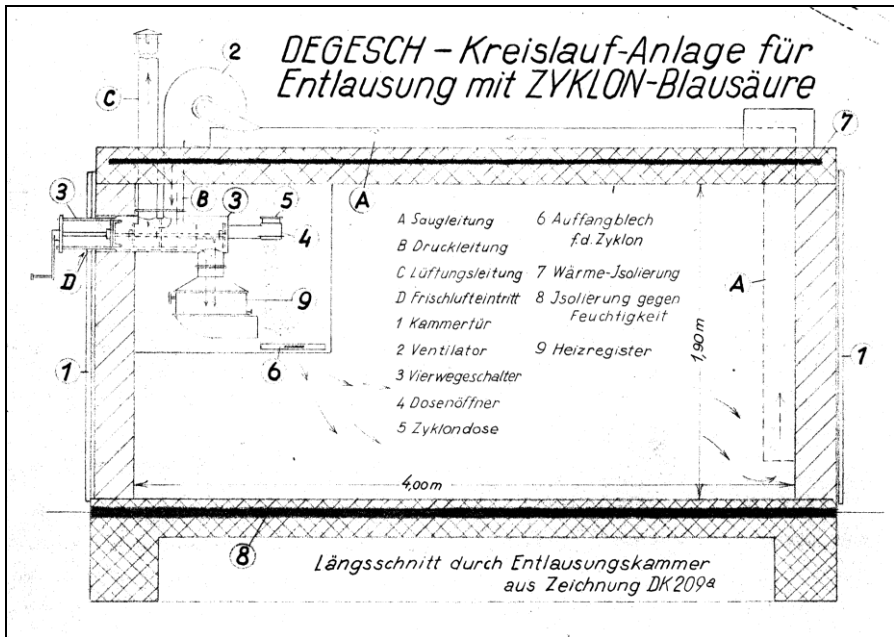 DEGESCH – Kreislauf-Anlage für
Entlausung mit ZYKLON-Blausäure
2
C
7
3
B
3
5
A
4
D
A Saugleitung
B Druckleitung
C Lüftungsleitung
D Frischlufteintritt
1 Kammertür
2 Ventilator
3 Vierwegeschalter
4 Dosenöffner
5 Zyklondose
6 Auffangblech
f.d. Zyklon
7 Wärme-Jsolierung
8 Jsolierung gegen
Feuchtigkeit
9 Heizregister
9
A
1
6
1,90 m
1
4,00 m
8
Längsschnitt durch Entlausungskammer
aus Zeichnung DK 209a